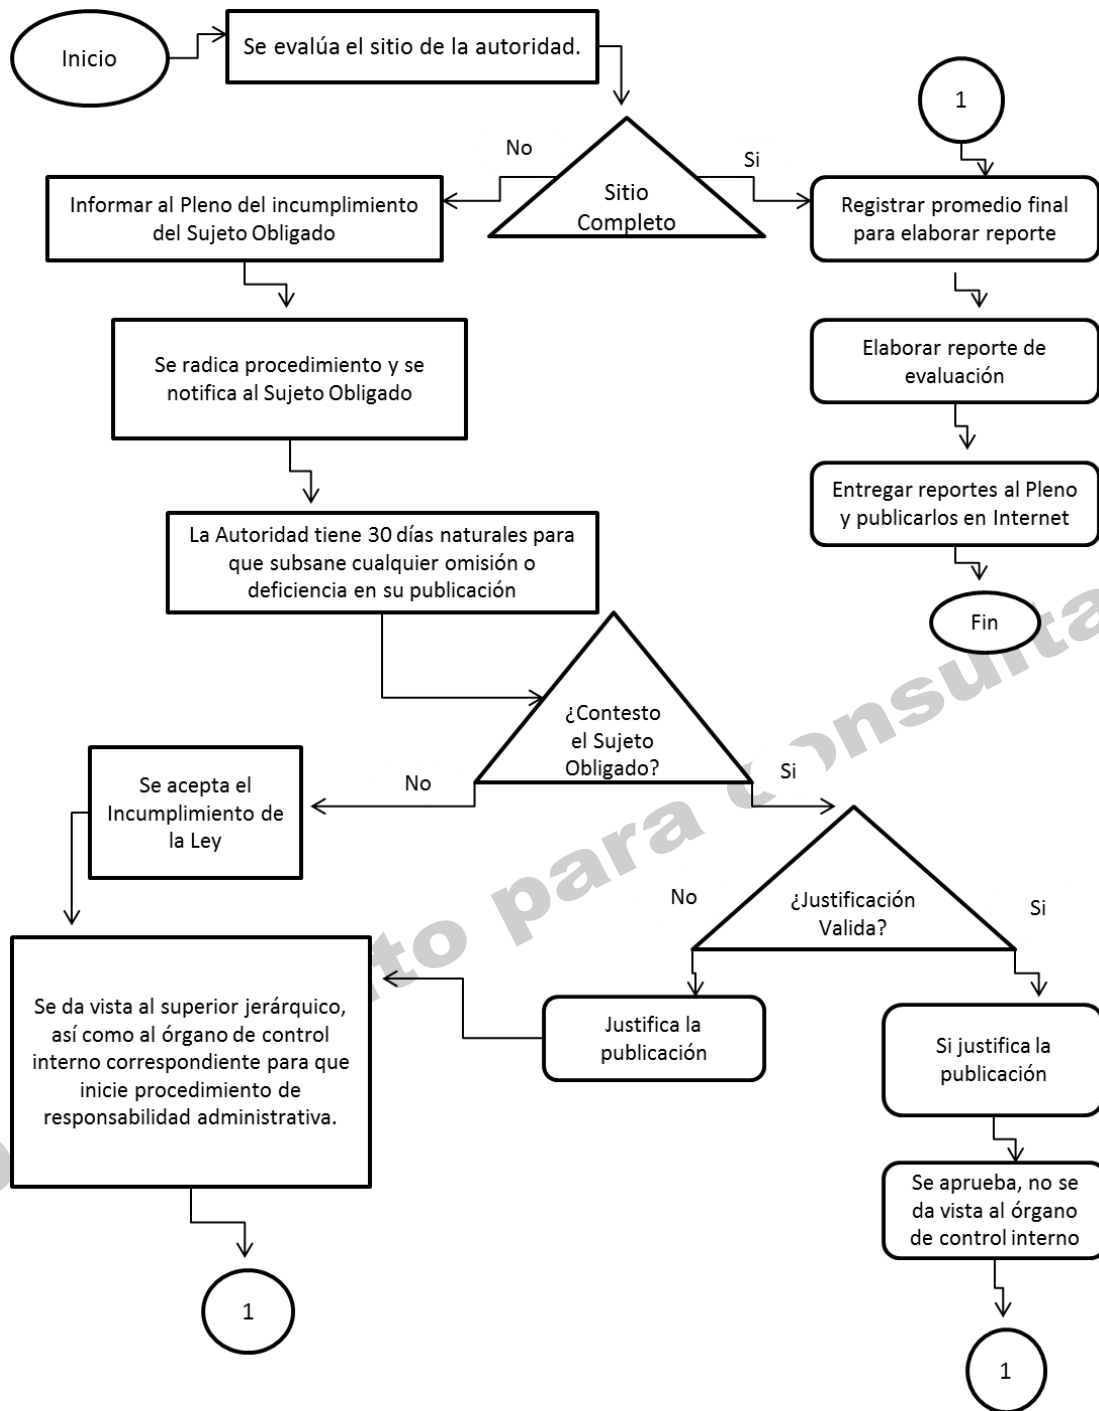 Inicio
Se evalúa el sitio de la autoridad.
1
No
Si
Sitio
Completo
Informar al Pleno del incumplimiento
del Sujeto Obligado
Registrar promedio final
para elaborar reporte
Se radica procedimiento y se
notifica al Sujeto Obligado
Elaborar reporte de
evaluación
Entregar reportes al Pleno
y publicarlos en Internet
La Autoridad tiene 30 días naturales para
que subsane cualquier omisión o
deficiencia en su publicación
Fin
¿Contesto
el Sujeto
Obligado?
No
Si
Se acepta el
Incumplimiento de
la Ley
No
¿Justificación
Valida?
Si
Se da vista al superior jerárquico,
así como al órgano de control
interno correspondiente para que
inicie procedimiento de
responsabilidad administrativa.
Justifica la
publicación
Si justifica la
publicación
Se aprueba, no se
da vista al órgano
de control interno
1
1
para consulta